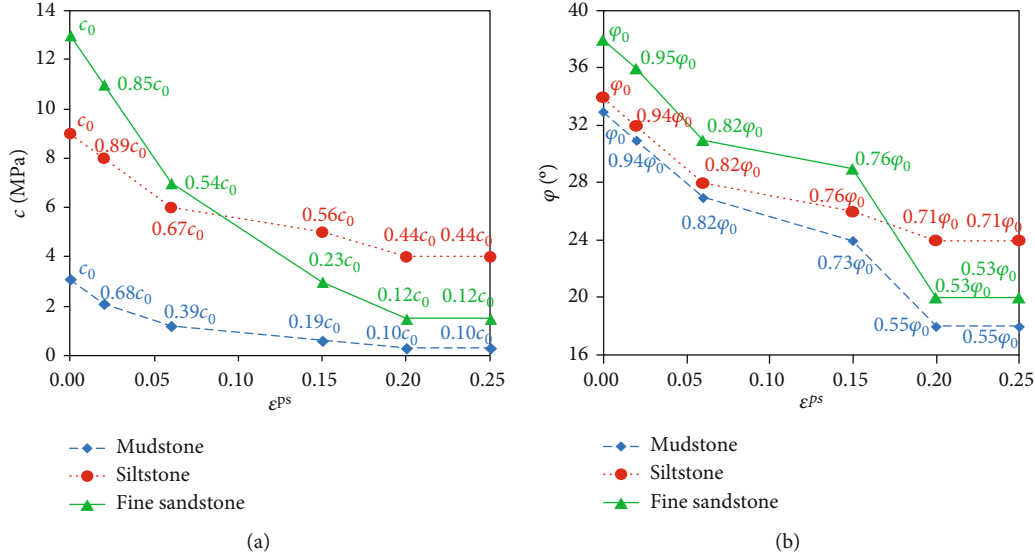 14
12
10
8
6
4
2
0
c (MPa)
c₀
0.85c₀
c₀
0.89c₀
0.54c₀
0.67c₀
0.56c₀
0.44c₀ 0.44c₀
0.23c₀
c₀
0.68c₀
0.39c₀
0.19c₀
0.12c₀ 0.12c₀
0.10c₀ 0.10c₀
0.00 0.05 0.10 0.15 0.20 0.25
εᵖˢ
Mudstone
Siltstone
Fine sandstone
(a)
40
36
32
28
24
20
16
φ (°)
φ₀
0.95φ₀
φ₀
0.94φ₀
0.82φ₀
φ₀
0.94φ₀
0.82φ₀
0.76φ₀
0.82φ₀
0.76φ₀
0.71φ₀ 0.71φ₀
0.73φ₀
0.53φ₀
0.53φ₀
0.55φ₀ 0.55φ₀
0.00 0.05 0.10 0.15 0.20 0.25
εᵖˢ
Mudstone
Siltstone
Fine sandstone
(b)